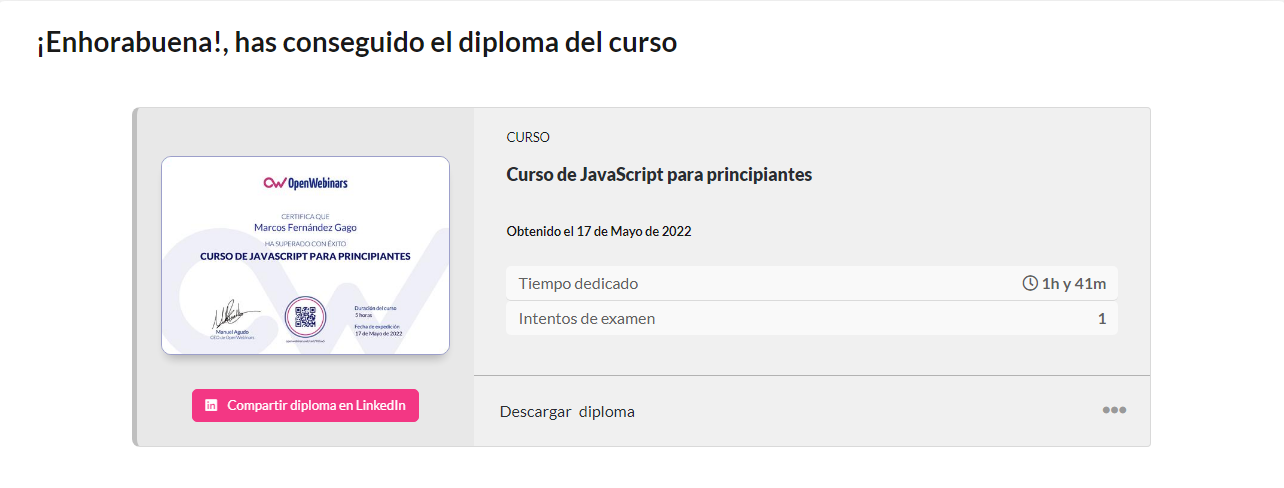 ¡Enhorabuena!, has conseguido el diploma del curso
OpenWebinars
CERTIFICA QUE
Marcos Fernández Gago
HA SUPERADO CON ÉXITO
CURSO DE JAVASCRIPT PARA PRINCIPIANTES
Manuel Agudo
CEO de OpenWebinars
Duración del curso
5 horas
Fecha de expedición
17 de Mayo de 2022
Compartir diploma en LinkedIn
CURSO
Curso de JavaScript para principiantes
Obtenido el 17 de Mayo de 2022
Tiempo dedicado 1h y 41m
Intentos de examen 1
Descargar diploma